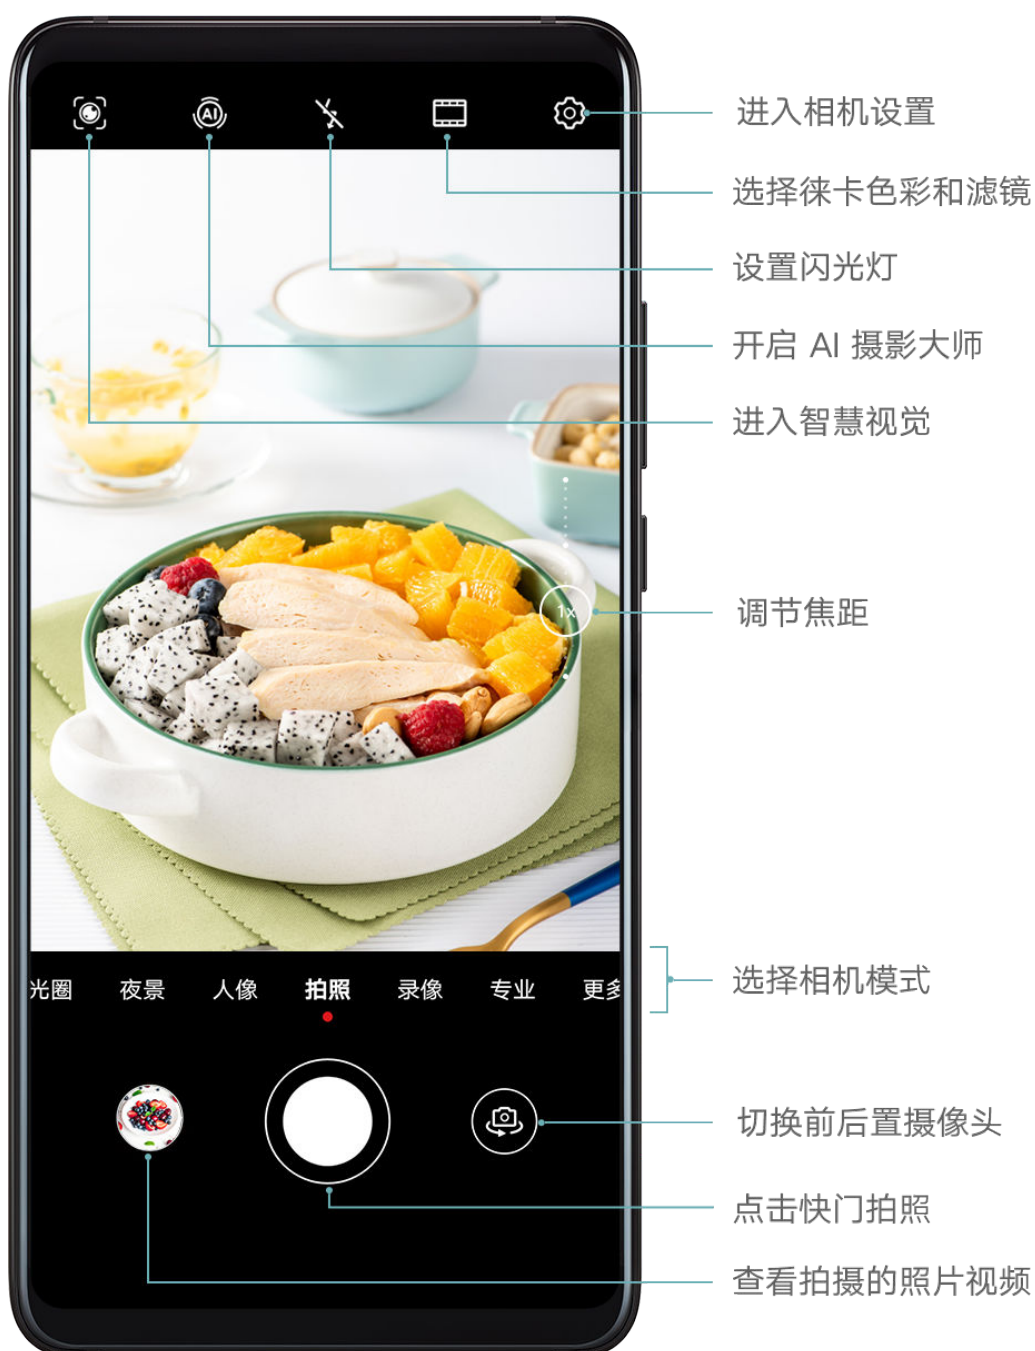 AI
进入相机设置
选择徕卡色彩和滤镜
设置闪光灯
开启 AI 摄影大师
进入智慧视觉
1x
调节焦距
光圈 夜景 人像 拍照 录像 专业 更多
选择相机模式
切换前后置摄像头
点击快门拍照
查看拍摄的照片视频